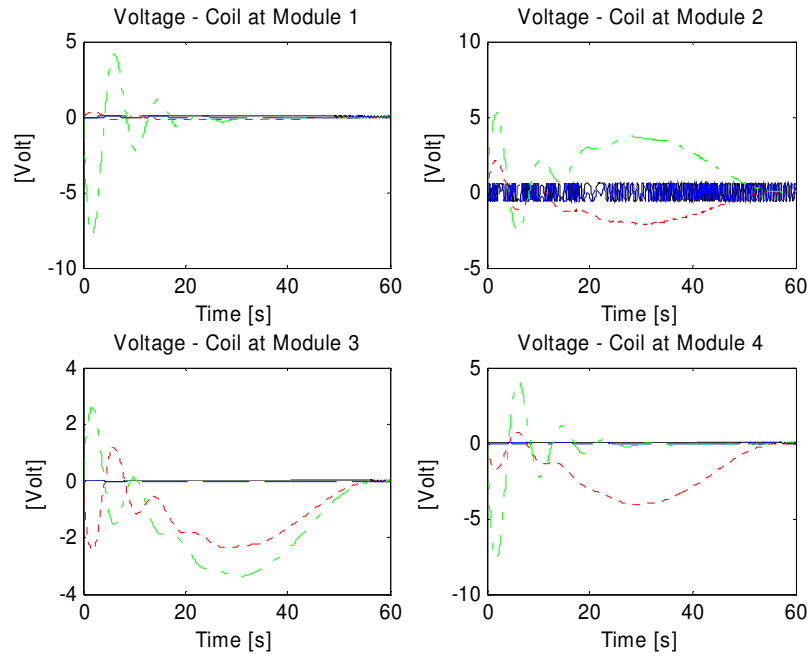 Voltage - Coil at Module 1
5
0
-5
-10
[Volt]
0
20
40
60
Time [s]
Voltage - Coil at Module 2
10
5
0
-5
[Volt]
0
20
40
60
Time [s]
Voltage - Coil at Module 3
4
2
0
-2
-4
[Volt]
0
20
40
60
Time [s]
Voltage - Coil at Module 4
5
0
-5
-10
[Volt]
0
20
40
60
Time [s]